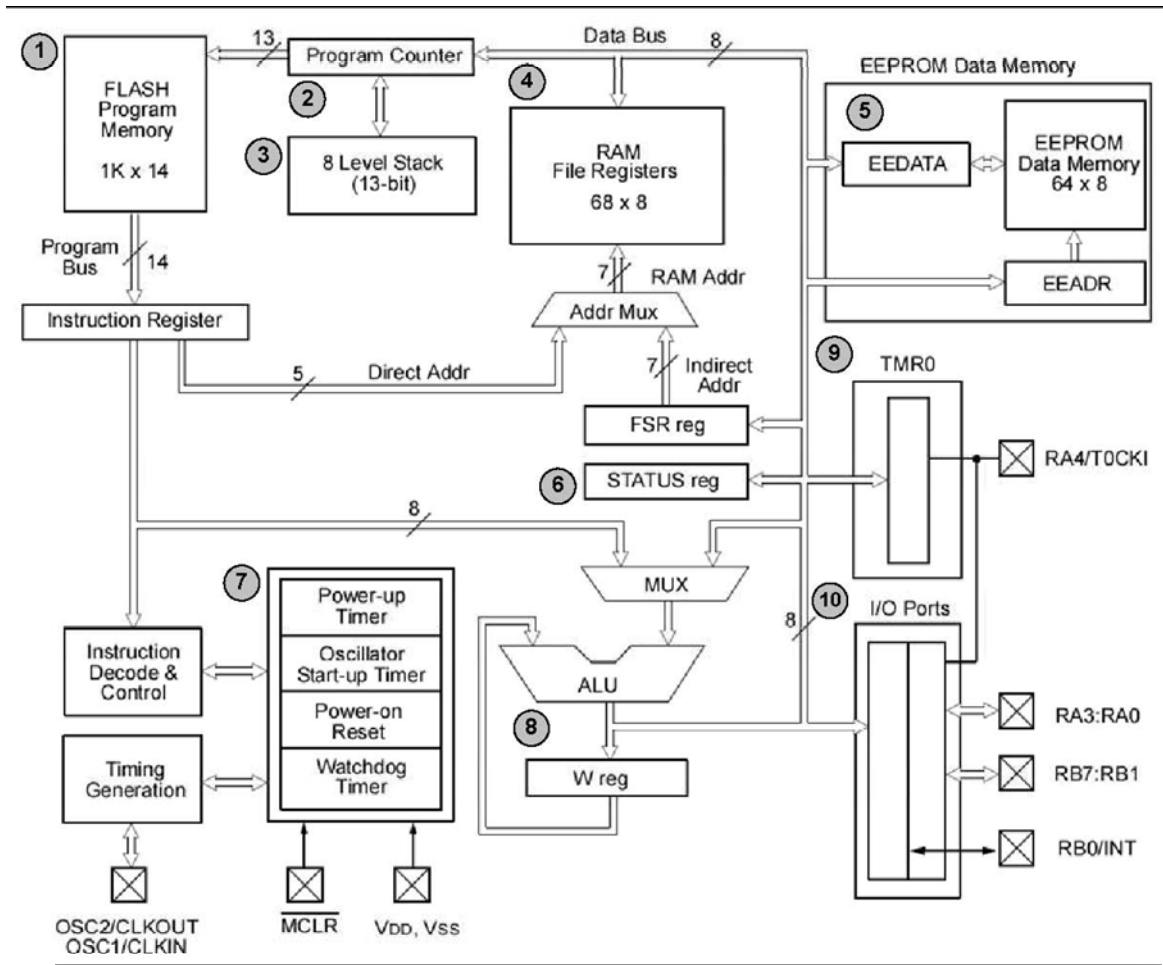 1
FLASH
Program
Memory
1K x 14
13
Program Counter
2
3
8 Level Stack
(13-bit)
Data Bus
8
4
RAM
File Registers
68 x 8
EEPROM Data Memory
5
EEDATA
EEPROM
Data Memory
64 x 8
EEADR
Program
Bus
14
Instruction Register
7
RAM Addr
Addr Mux
5
Direct Addr
7
Indirect
Addr
FSR reg
6
STATUS reg
9
TMR0
RA4/T0CKI
8
MUX
7
Power-up
Timer
Oscillator
Start-up Timer
Power-on
Reset
Watchdog
Timer
Instruction
Decode &
Control
Timing
Generation
ALU
8
W reg
8
10
I/O Ports
RA3:RA0
RB7:RB1
RB0/INT
OSC2/CLKOUT
OSC1/CLKIN
MCLR
VDD, VSS